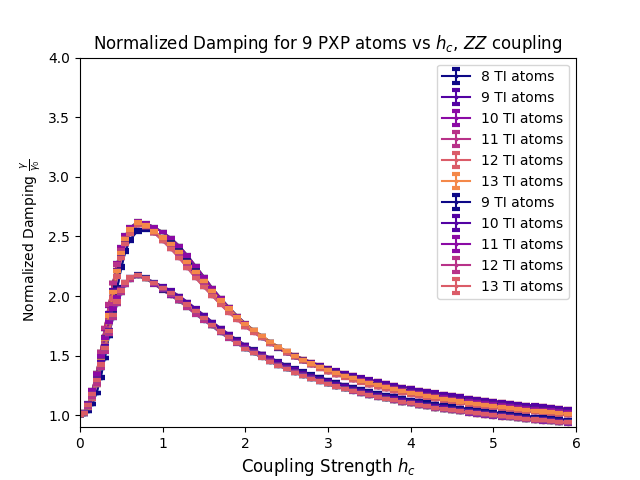 Normalized Damping for 9 PXP atoms vs h_c, ZZ coupling
4.0
3.5
3.0
2.5
2.0
1.5
1.0
Normalized Damping γ/γ₀
0 1 2 3 4 5 6
Coupling Strength h_c
8 TI atoms
9 TI atoms
10 TI atoms
11 TI atoms
12 TI atoms
13 TI atoms
9 TI atoms
10 TI atoms
11 TI atoms
12 TI atoms
13 TI atoms